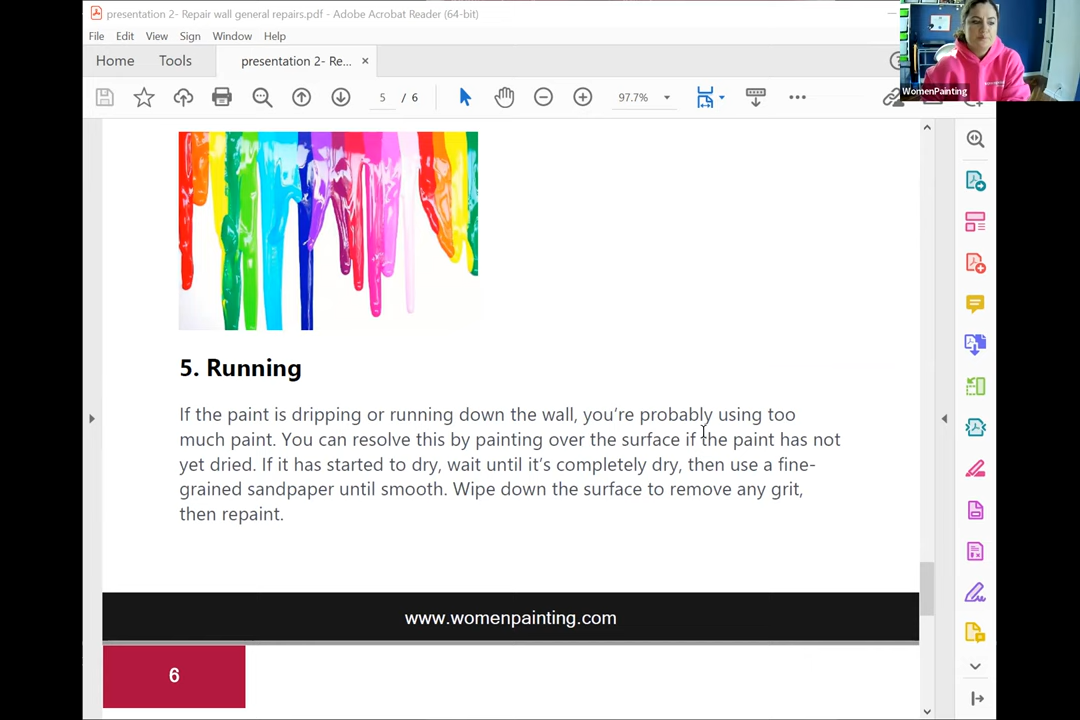 presentation 2- Repair wall general repairs.pdf - Adobe Acrobat Reader (64-bit)
File Edit View Sign Window Help
Home Tools presentation 2- Re... ×
5 / 6 97.7%
WomenPainting
5. Running
If the paint is dripping or running down the wall, you’re probably using too
much paint. You can resolve this by painting over the surface if the paint has not
yet dried. If it has started to dry, wait until it’s completely dry, then use a fine-
grained sandpaper until smooth. Wipe down the surface to remove any grit,
then repaint.
www.womenpainting.com
6